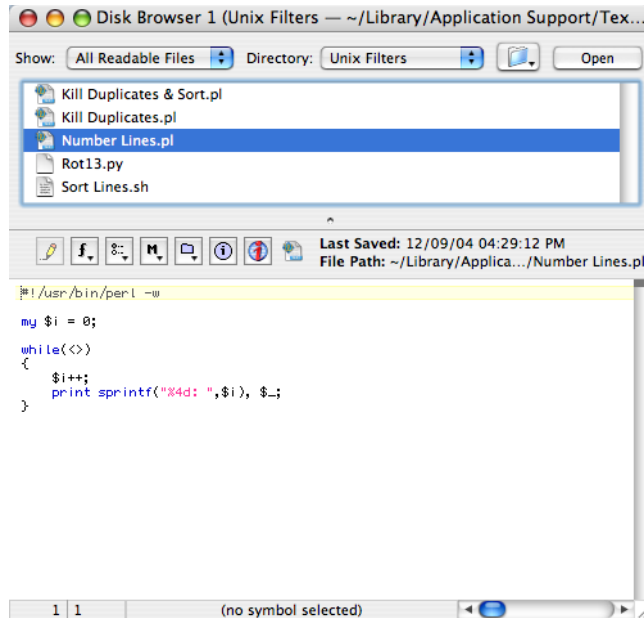 Disk Browser 1 (Unix Filters — ~/Library/Application Support/Tex...
Show: All Readable Files Directory: Unix Filters Open
Kill Duplicates & Sort.pl
Kill Duplicates.pl
Number Lines.pl
Rot13.py
Sort Lines.sh
Last Saved: 12/09/04 04:29:12 PM
File Path: ~/Library/Applica.../Number Lines.pl
#!/usr/bin/perl -w
my $i = 0;
while(<>)
{
    $i++;
    print sprintf("%4d: ",$i), $_;
}
1 1 (no symbol selected)